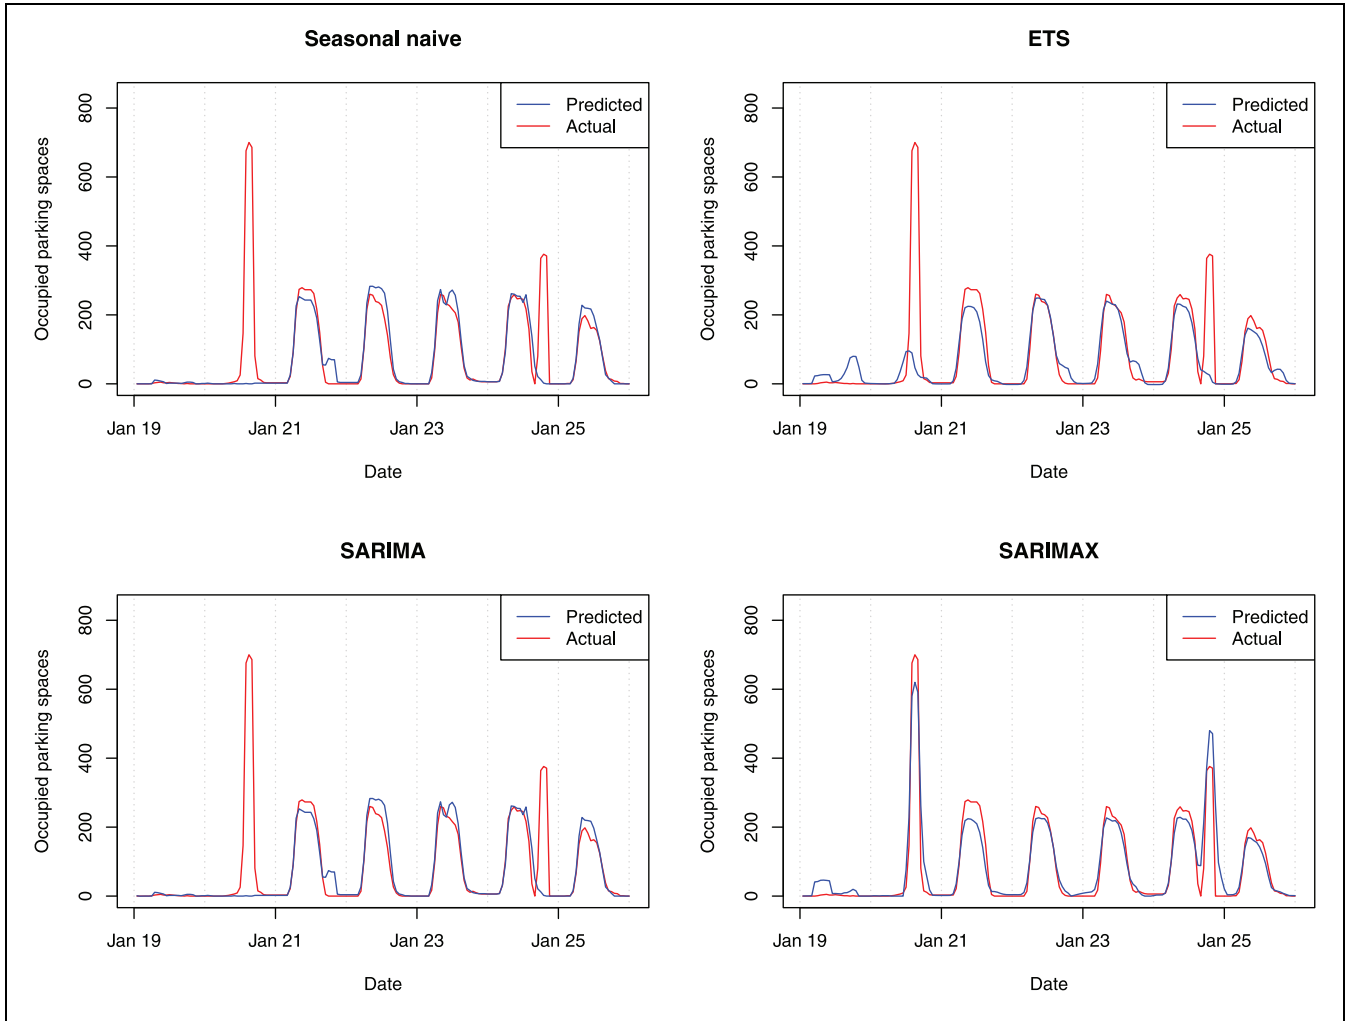 Seasonal naive
Occupied parking spaces
800
600
400
200
0
Predicted
Actual
Jan 19
Jan 21
Jan 23
Jan 25
Date
ETS
Occupied parking spaces
800
600
400
200
0
Predicted
Actual
Jan 19
Jan 21
Jan 23
Jan 25
Date
SARIMA
Occupied parking spaces
800
600
400
200
0
Predicted
Actual
Jan 19
Jan 21
Jan 23
Jan 25
Date
SARIMAX
Occupied parking spaces
800
600
400
200
0
Predicted
Actual
Jan 19
Jan 21
Jan 23
Jan 25
Date